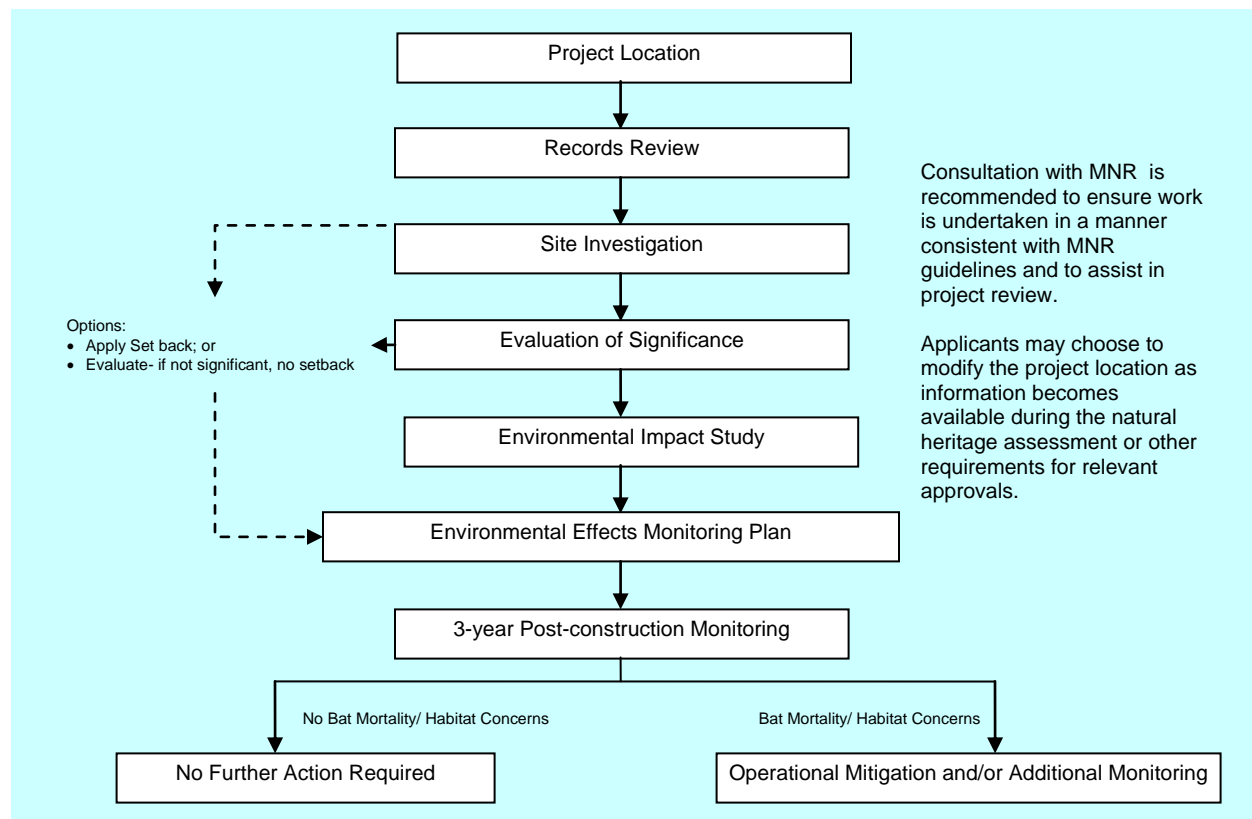 Project Location
Records Review
Site Investigation
Evaluation of Significance
Options:
• Apply Set back; or
• Evaluate- if not significant, no setback
Environmental Impact Study
Environmental Effects Monitoring Plan
3-year Post-construction Monitoring
No Bat Mortality/ Habitat Concerns
Bat Mortality/ Habitat Concerns
No Further Action Required
Operational Mitigation and/or Additional Monitoring
Consultation with MNR is
recommended to ensure work
is undertaken in a manner
consistent with MNR
guidelines and to assist in
project review.
Applicants may choose to
modify the project location as
information becomes
available during the natural
heritage assessment or other
requirements for relevant
approvals.